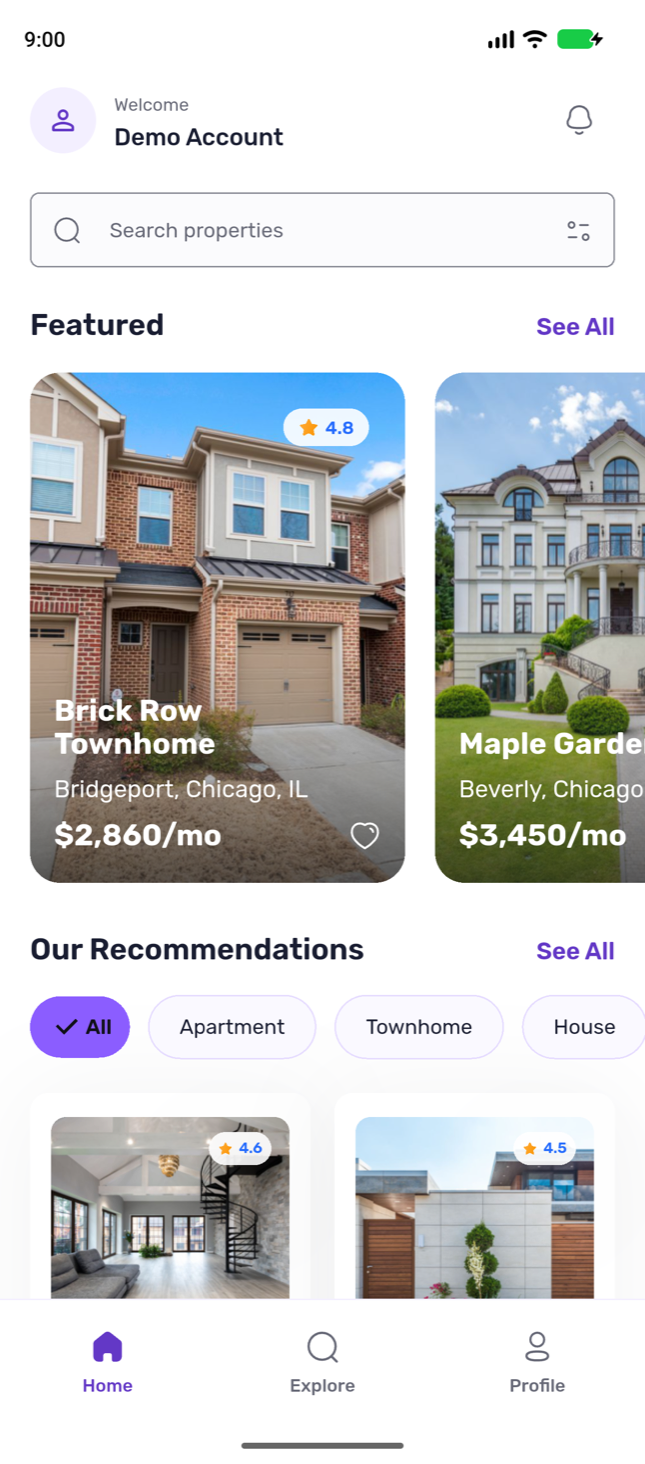 9:00
Welcome
Demo Account
Search properties
Featured
See All
4.8
Brick Row
Townhome
Bridgeport, Chicago, IL
$2,860/mo
Maple Garde
Beverly, Chicago
$3,450/mo
Our Recommendations
See All
All
Apartment
Townhome
House
4.6
4.5
Home
Explore
Profile